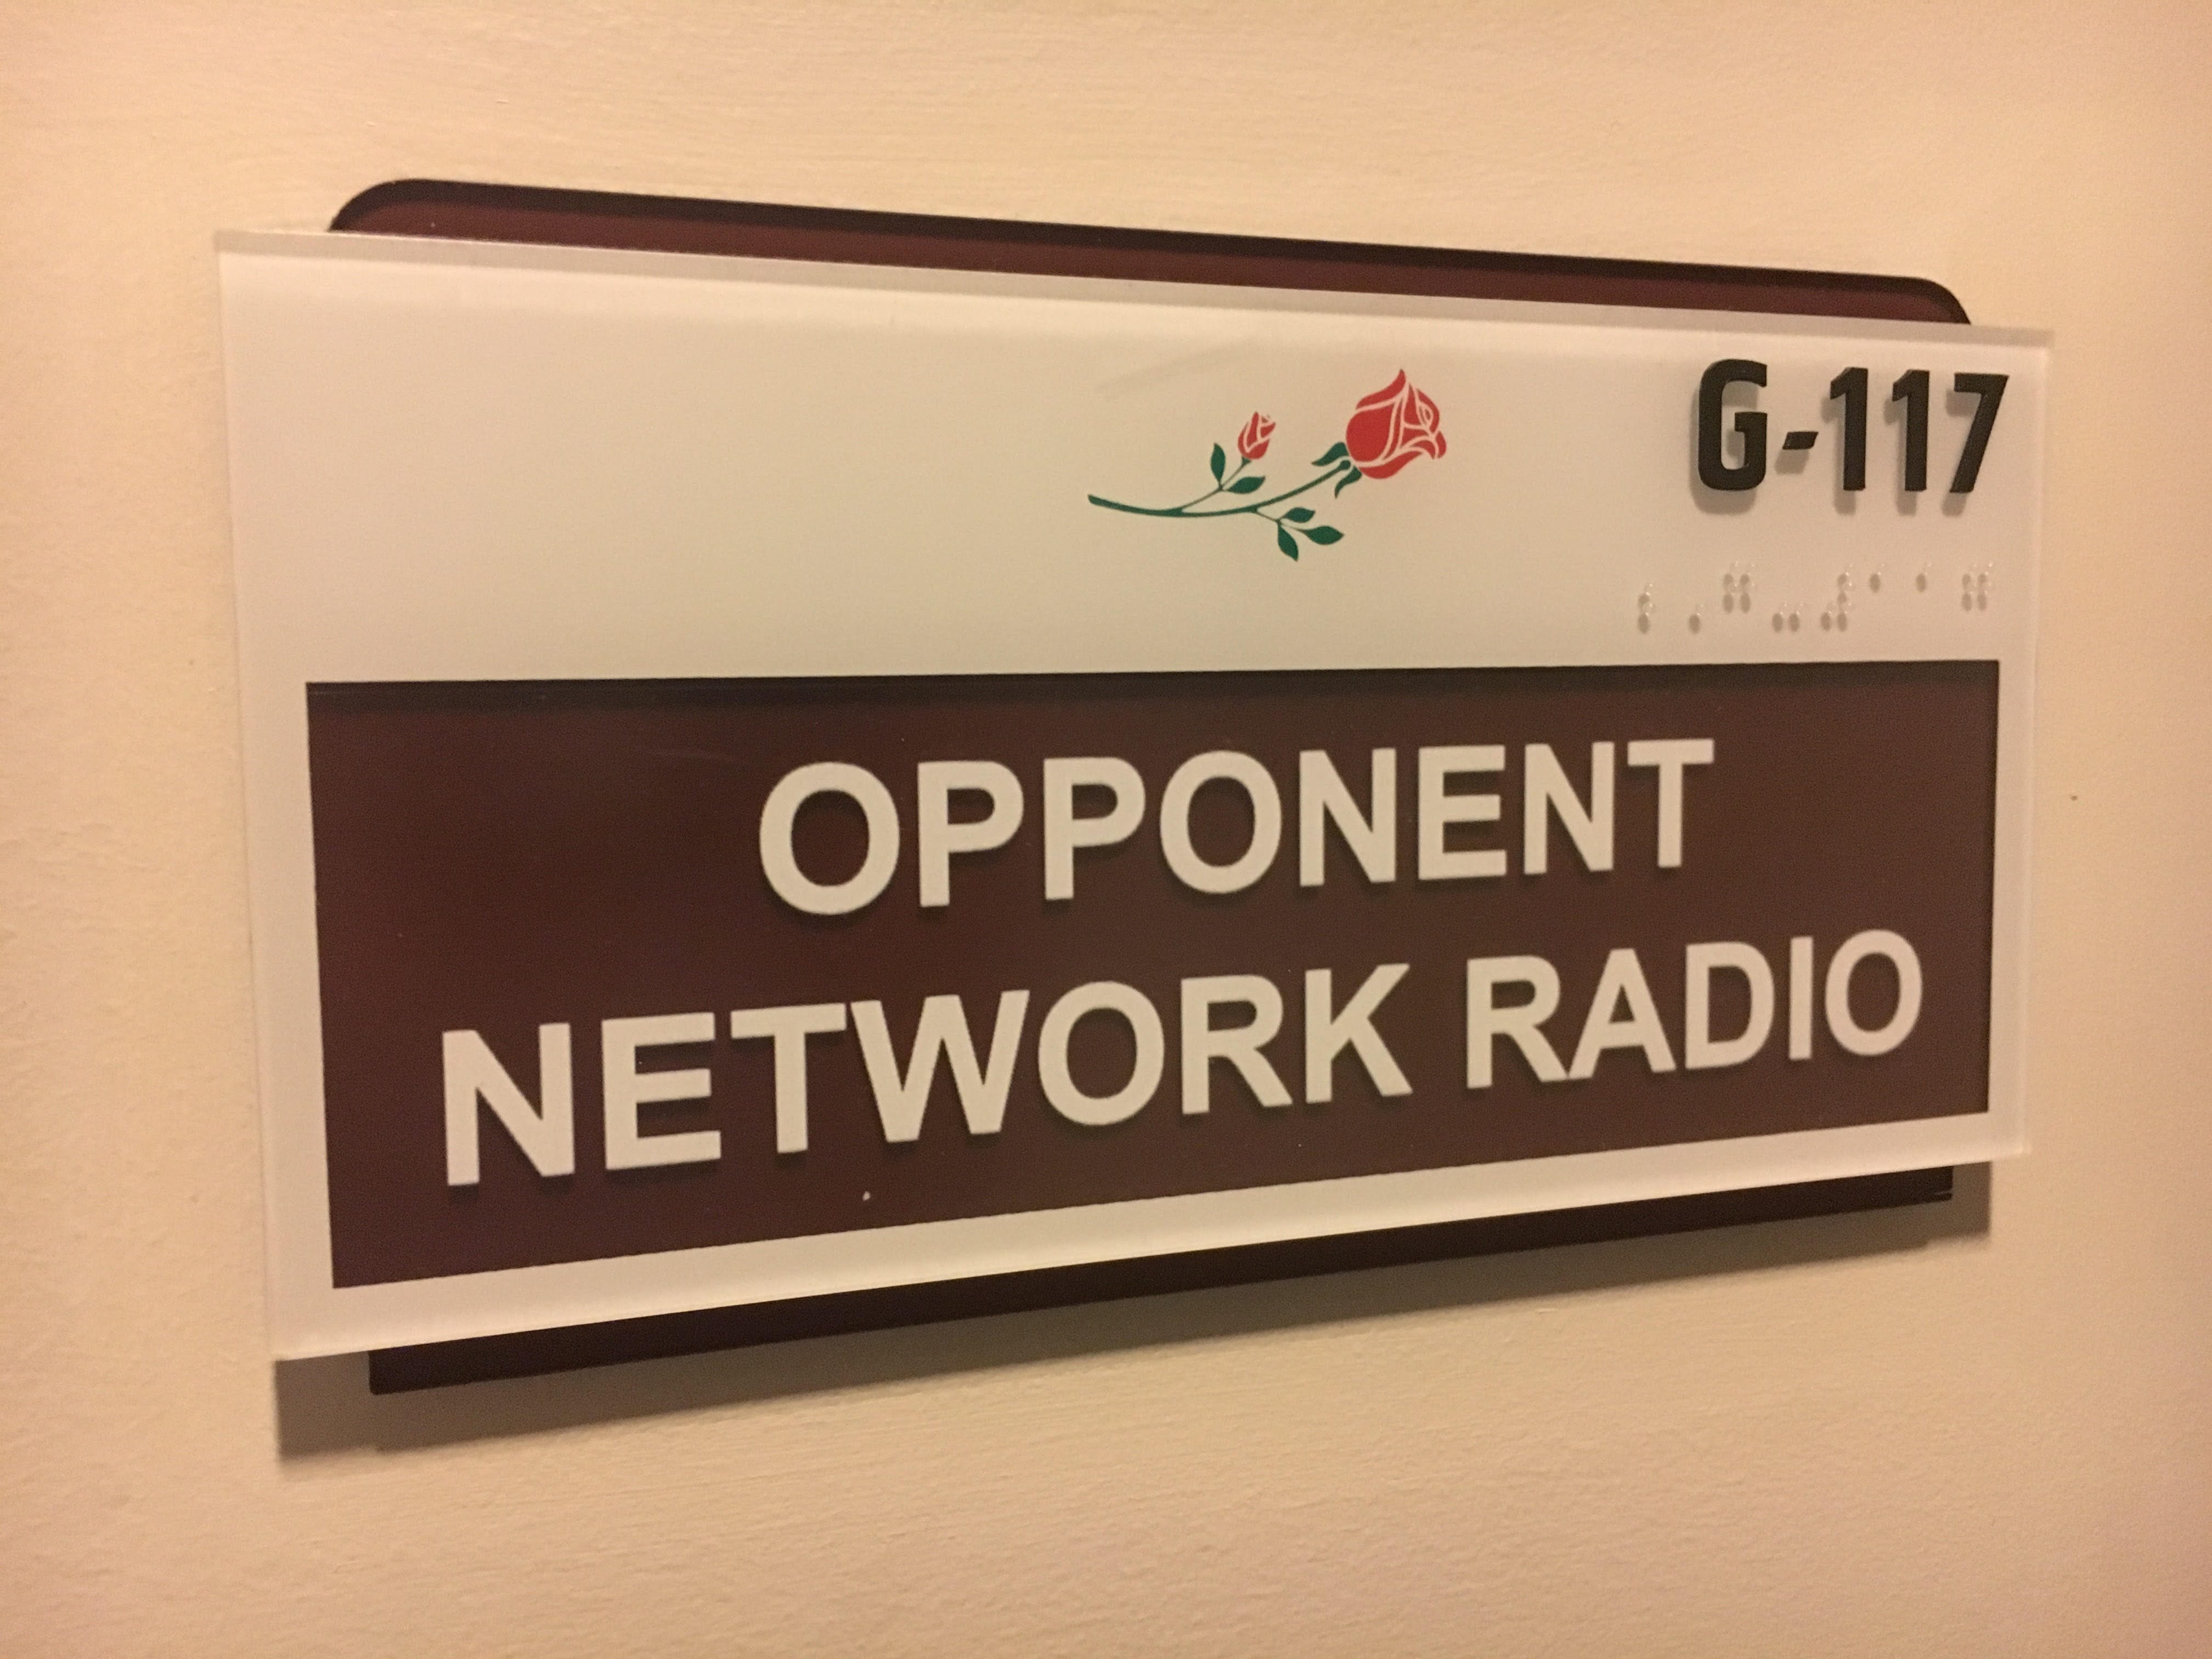 G-117
⠰⠠⠛⠤⠼⠁⠁⠛
OPPONENT
NETWORK RADIO